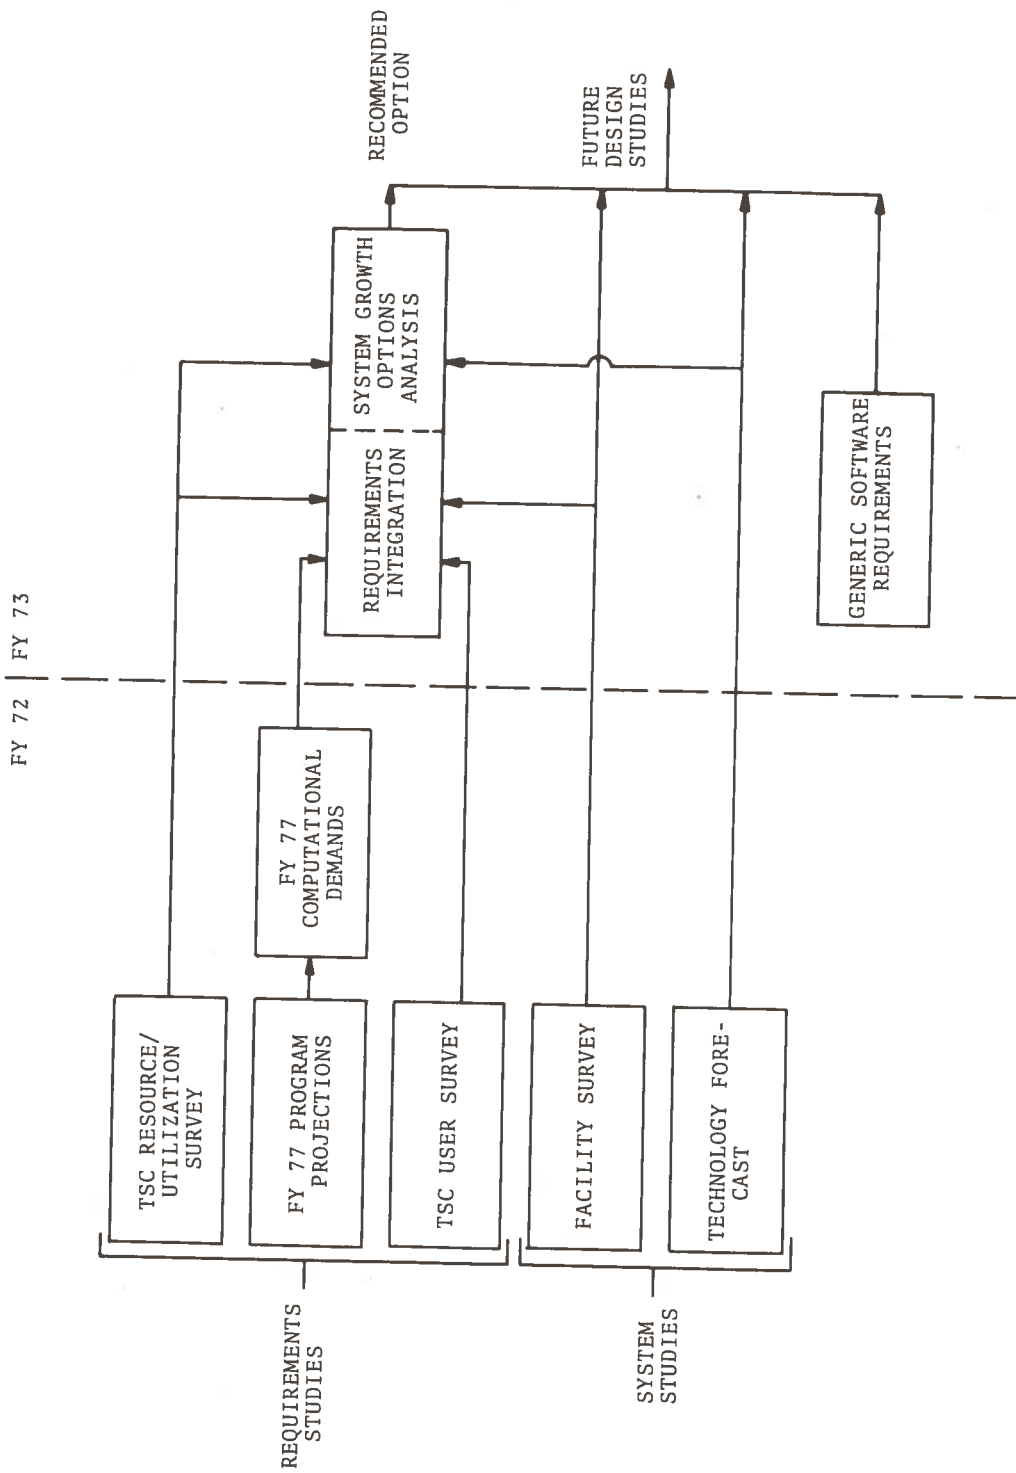 FY 72
FY 73
REQUIREMENTS
STUDIES
TSC RESOURCE/
UTILIZATION
SURVEY
FY 77 PROGRAM
PROJECTIONS
TSC USER SURVEY
FY 77
COMPUTATIONAL
DEMANDS
REQUIREMENTS
INTEGRATION
SYSTEM GROWTH
OPTIONS
ANALYSIS
RECOMMENDED
OPTION
SYSTEM
STUDIES
FACILITY SURVEY
TECHNOLOGY FORE-
CAST
GENERIC SOFTWARE
REQUIREMENTS
FUTURE
DESIGN
STUDIES